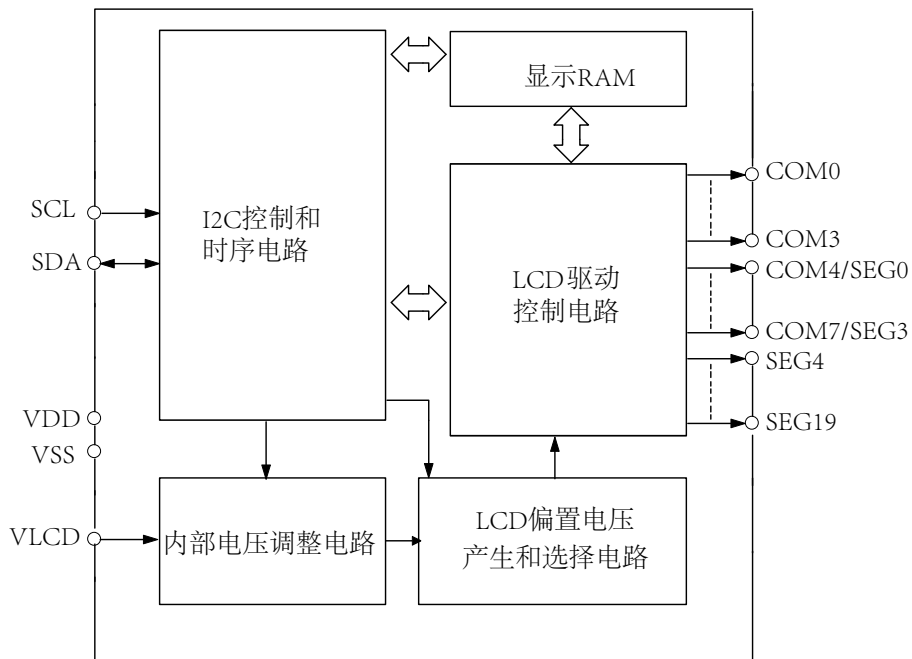 显示RAM
I2C控制和
时序电路
LCD驱动
控制电路
内部电压调整电路
LCD偏置电压
产生和选择电路
SCL
SDA
VDD
VSS
VLCD
COM0
COM3
COM4/SEG0
COM7/SEG3
SEG4
SEG19